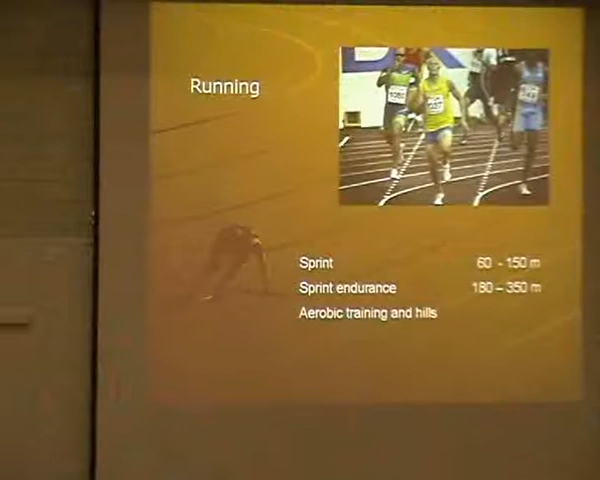 Running
Sprint 60 - 150 m
Sprint endurance 180 – 350 m
Aerobic training and hills